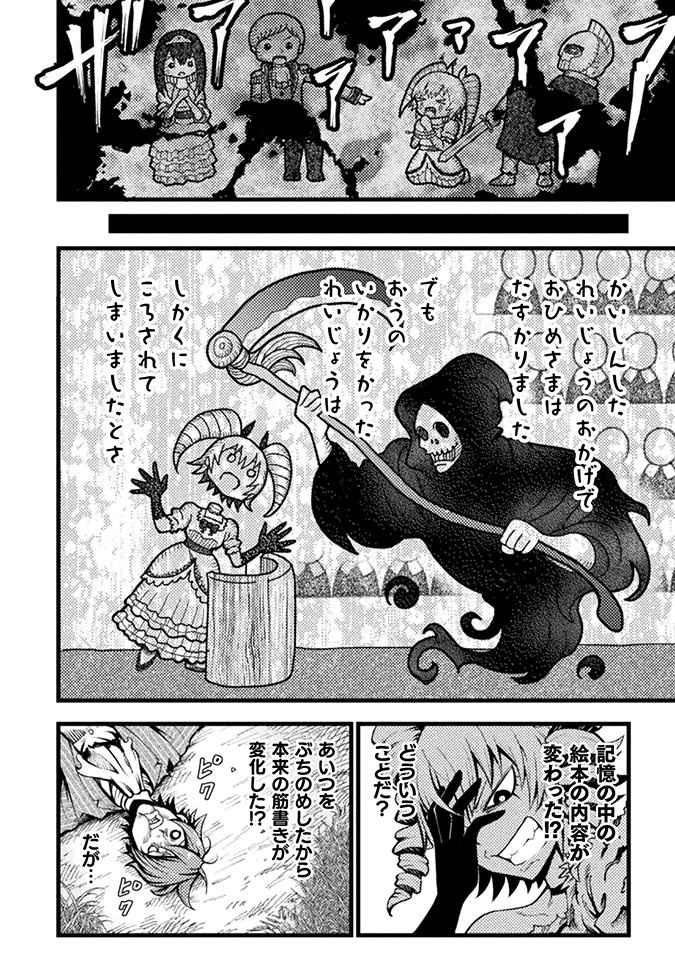 ザァァァァァッ
かいしんした
れいじょうのおかげで
おひめさまは
たすかりました
でも
おうの
いかりをかった
れいじょうは
しかくに
ころされて
しまいましたとさ
記憶の中の
絵本の内容が
変わった!?
どういう
ことだ?
あいつを
ぶちのめしたから
本来の筋書きが
変化した!?
だが…
ピク
ピク